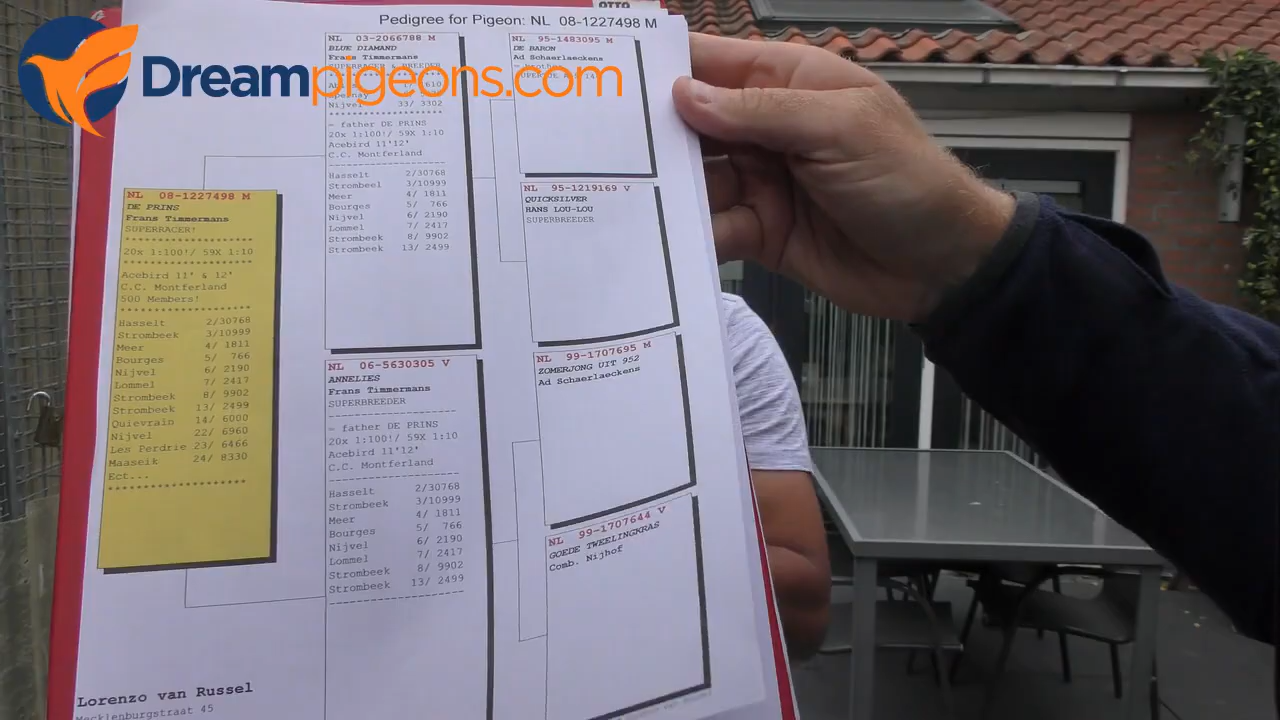 OTTO
Pedigree for Pigeon: NL 08-1227498 M
Dreampigeons.com
NL 08-1227498 M
DE PRINS
Frans Timmermans
SUPERRACER!
********************
20x 1:100!/ 59X 1:10
********************
Acebird 11' & 12'
C.C. Montferland
500 Members!
********************
Hasselt 2/30768
Strombeek 3/10999
Meer 4/ 1811
Bourges 5/ 766
Nijvel 6/ 2190
Lommel 7/ 2417
Strombeek 8/ 9902
Strombeek 13/ 2499
Quievrain 14/ 6000
Nijvel 22/ 6960
Les Perdrie 23/ 6466
Maaseik 24/ 8330
Ect...
********************
NL 03-2066788 M
BLUE DIAMAND
Frans Timmermans
SUPERRACER & BREEDER
Nijvel 33/ 3302
********************
- father DE PRINS
20x 1:100!/ 59X 1:10
Acebird 11'12'
C.C. Montferland
--------------------
Hasselt 2/30768
Strombeel 3/10999
Meer 4/ 1811
Bourges 5/ 766
Nijvel 6/ 2190
Lommel 7/ 2417
Strombeek 8/ 9902
Strombeek 13/ 2499
NL 06-5630305 V
ANNELIES
Frans Timmermans
SUPERBREEDER
--------------------
- father DE PRINS
20x 1:100!/ 59X 1:10
Acebird 11'12'
C.C. Montferland
--------------------
Hasselt 2/30768
Strombeek 3/10999
Meer 4/ 1811
Bourges 5/ 766
Nijvel 6/ 2190
Lommel 7/ 2417
Strombeek 8/ 9902
Strombeek 13/ 2499
--------------------
NL 95-1483095 M
DE BARON
Ad Schaerlaeckens
NL 95-1219169 V
QUICKSILVER
HANS LOU-LOU
SUPERBREEDER
NL 99-1707695 M
ZOMERJONG UIT 952
Ad Schaerlaeckens
NL 99-1707644 V
GOEDE TWEELINGKRAS
Comb. Nijhof
Lorenzo van Russel
Mecklenburgstraat 45